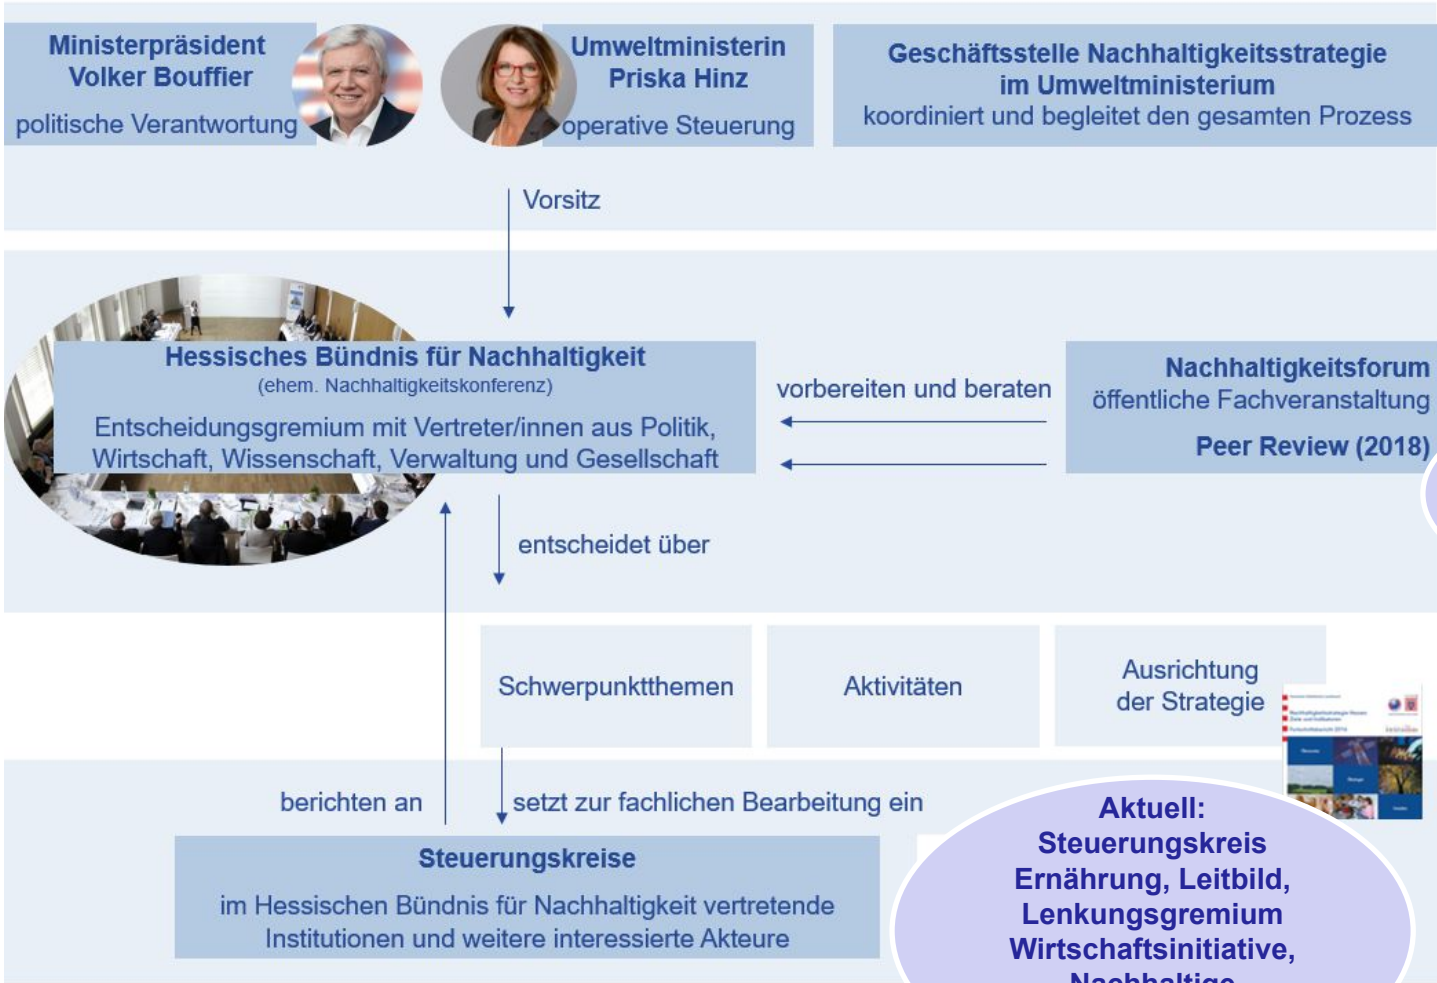 Ministerpräsident
Volker Bouffier
politische Verantwortung
Umweltministerin
Priska Hinz
operative Steuerung
Geschäftsstelle Nachhaltigkeitsstrategie
im Umweltministerium
koordiniert und begleitet den gesamten Prozess
Vorsitz
Hessisches Bündnis für Nachhaltigkeit
(ehem. Nachhaltigkeitskonferenz)
Entscheidungsgremium mit Vertreter/innen aus Politik,
Wirtschaft, Wissenschaft, Verwaltung und Gesellschaft
vorbereiten und beraten
Nachhaltigkeitsforum
öffentliche Fachveranstaltung
Peer Review (2018)
entscheidet über
Schwerpunktthemen
Aktivitäten
Ausrichtung
der Strategie
berichten an
setzt zur fachlichen Bearbeitung ein
Steuerungskreise
im Hessischen Bündnis für Nachhaltigkeit vertretende
Institutionen und weitere interessierte Akteure
Aktuell:
Steuerungskreis
Ernährung, Leitbild,
Lenkungsgremium
Wirtschaftsinitiative,
Nachhaltige